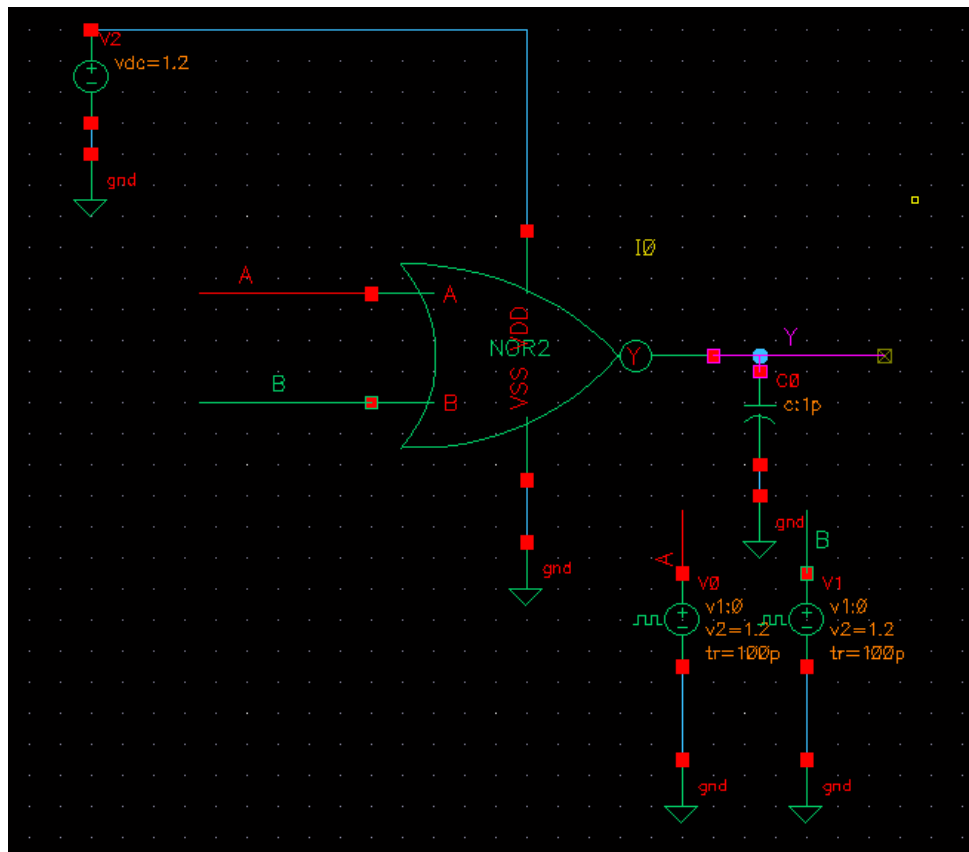 V2
vdc=1.2
gnd
I0
A
A
VDD
NOR2
VSS
Y
Y
B
B
C0
c:1p
gnd
gnd
A
B
V0
v1:0
v2=1.2
tr=100p
V1
v1:0
v2=1.2
tr=100p
gnd
gnd